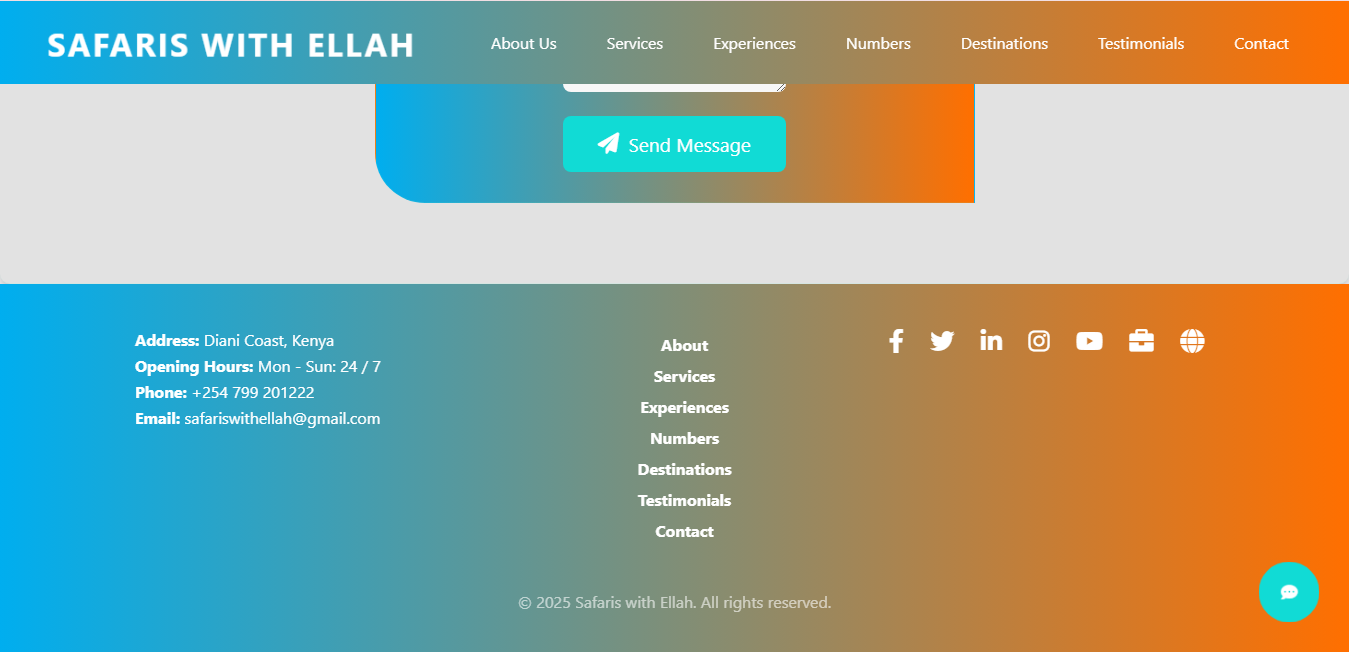 SAFARIS WITH ELLAH
About Us
Services
Experiences
Numbers
Destinations
Testimonials
Contact
Send Message
Address: Diani Coast, Kenya
Opening Hours: Mon - Sun: 24 / 7
Phone: +254 799 201222
Email: safariswithellah@gmail.com
About
Services
Experiences
Numbers
Destinations
Testimonials
Contact
© 2025 Safaris with Ellah. All rights reserved.